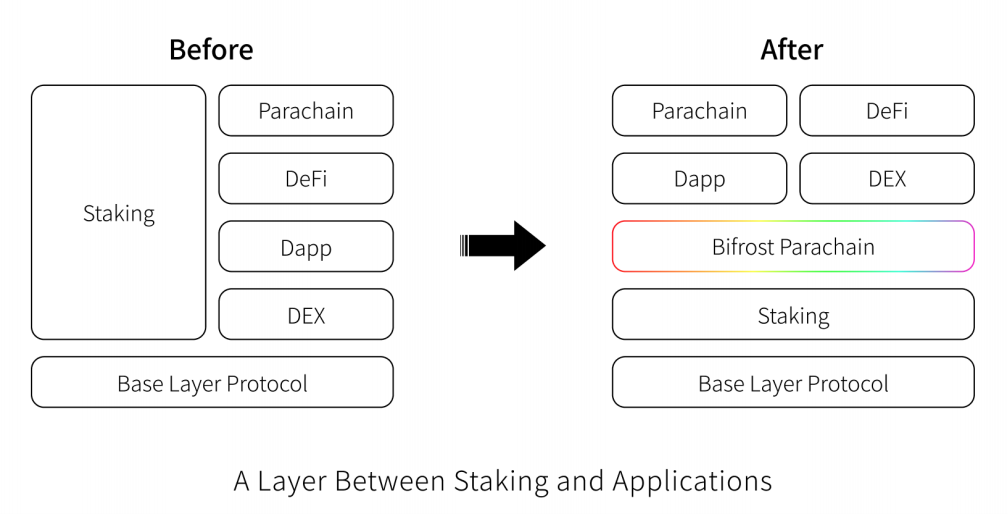 Before
Staking
Parachain
DeFi
Dapp
DEX
Base Layer Protocol
After
Parachain
DeFi
Dapp
DEX
Bifrost Parachain
Staking
Base Layer Protocol
A Layer Between Staking and Applications